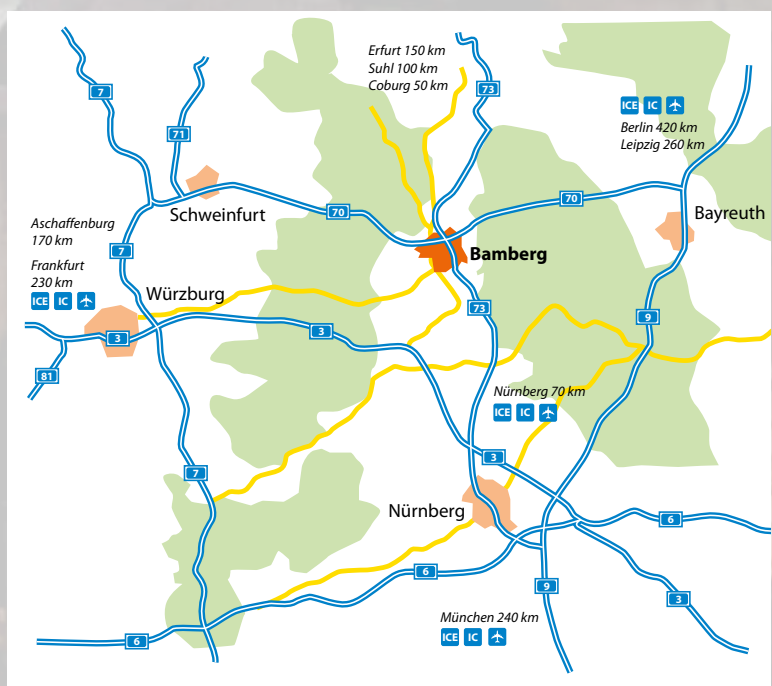 Erfurt 150 km
Suhl 100 km
Coburg 50 km
73
7
71
ICE IC
Berlin 420 km
Leipzig 260 km
Schweinfurt
70
70
Bayreuth
Aschaffenburg
170 km
7
Frankfurt
230 km
ICE IC
Bamberg
Würzburg
73
9
3
3
81
Nürnberg 70 km
ICE IC
3
7
Nürnberg
6
6
9
3
6
München 240 km
ICE IC